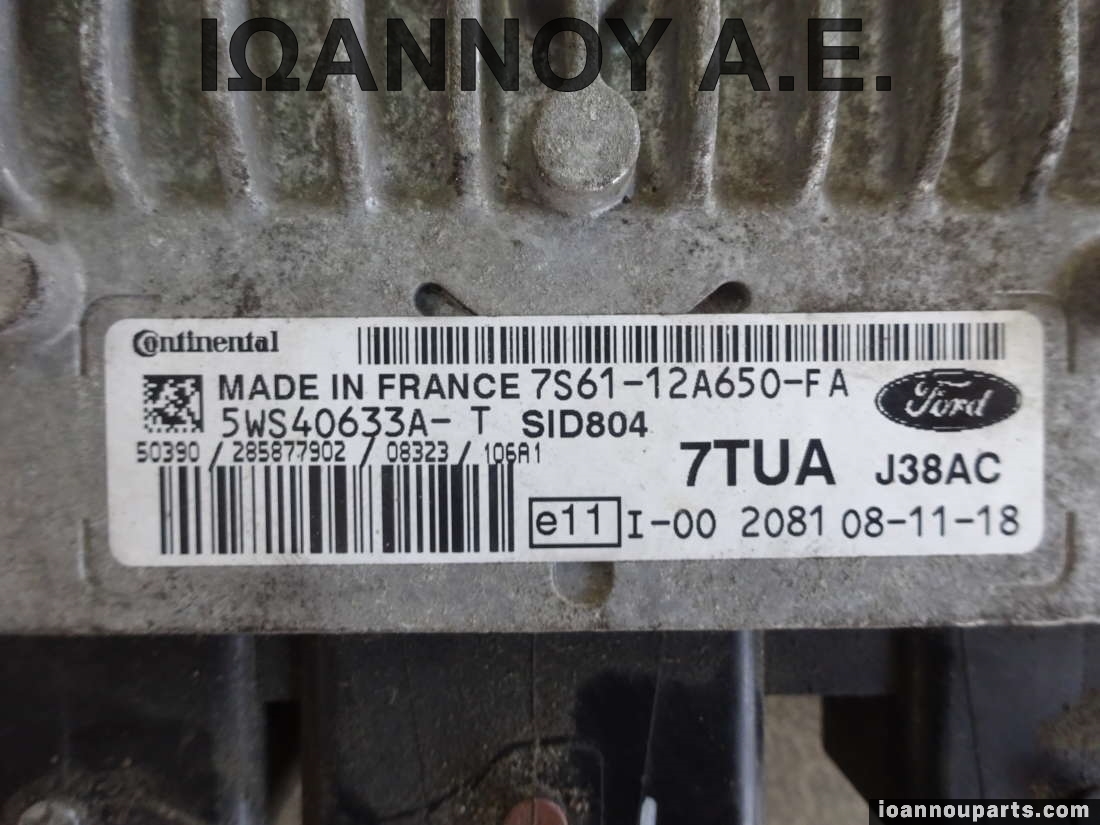 ΙΩΑΝΝΟΥ Α.Ε.
Continental
MADE IN FRANCE 7S61-12A650-FA
Ford
5WS40633A- T SID804
50390 / 285877902 / 08323 / 106A1
7TUA J38AC
e11 I-00 2081 08-11-18
ioannouparts.com